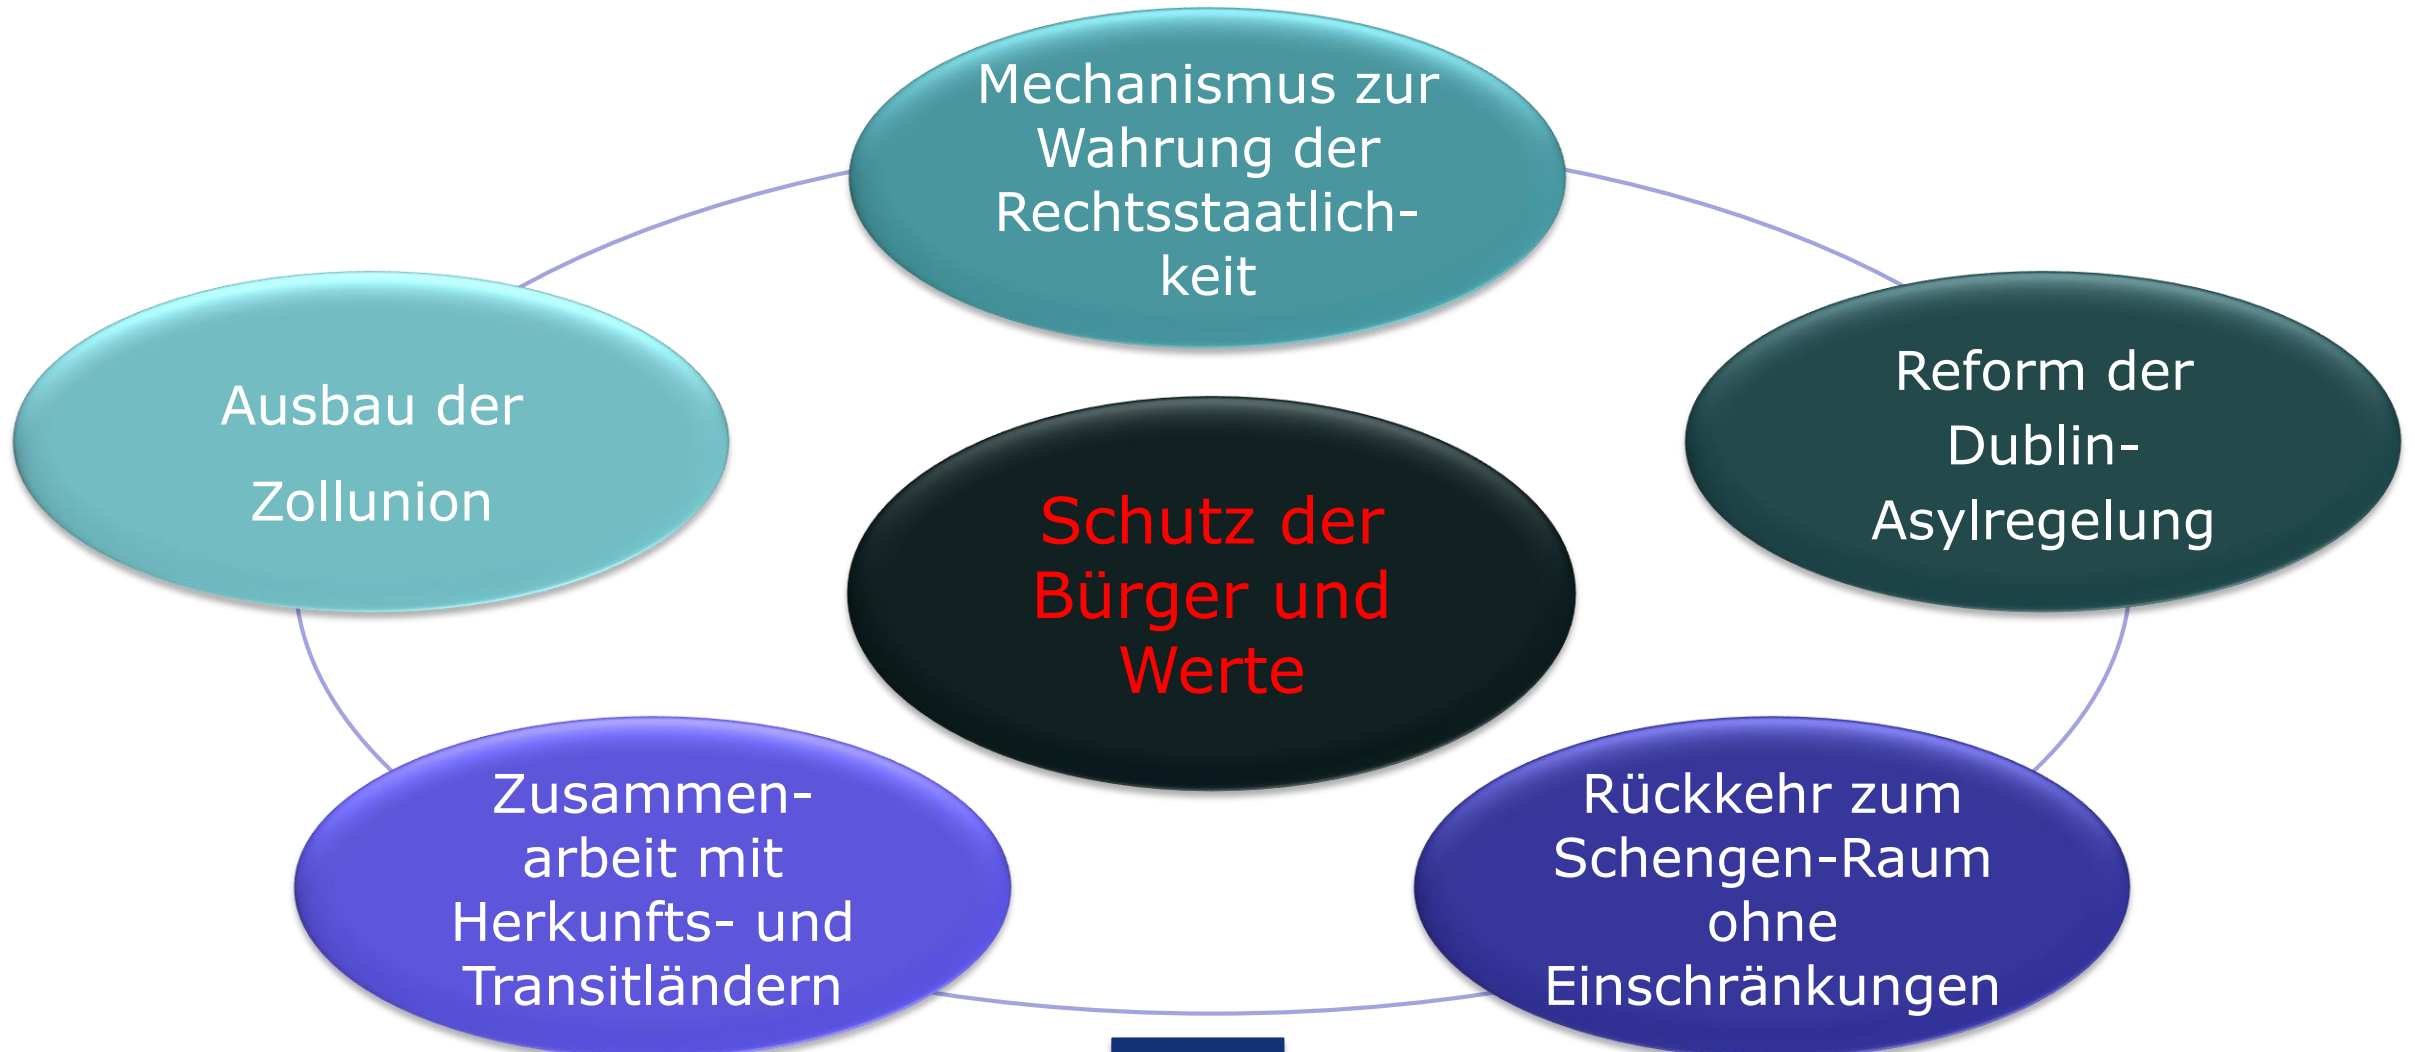 Mechanismus zur
Wahrung der
Rechtsstaatlich-
keit
Ausbau der
Zollunion
Reform der
Dublin-
Asylregelung
Schutz der
Bürger und
Werte
Zusammen-
arbeit mit
Herkunfts- und
Transitländern
Rückkehr zum
Schengen-Raum
ohne
Einschränkungen